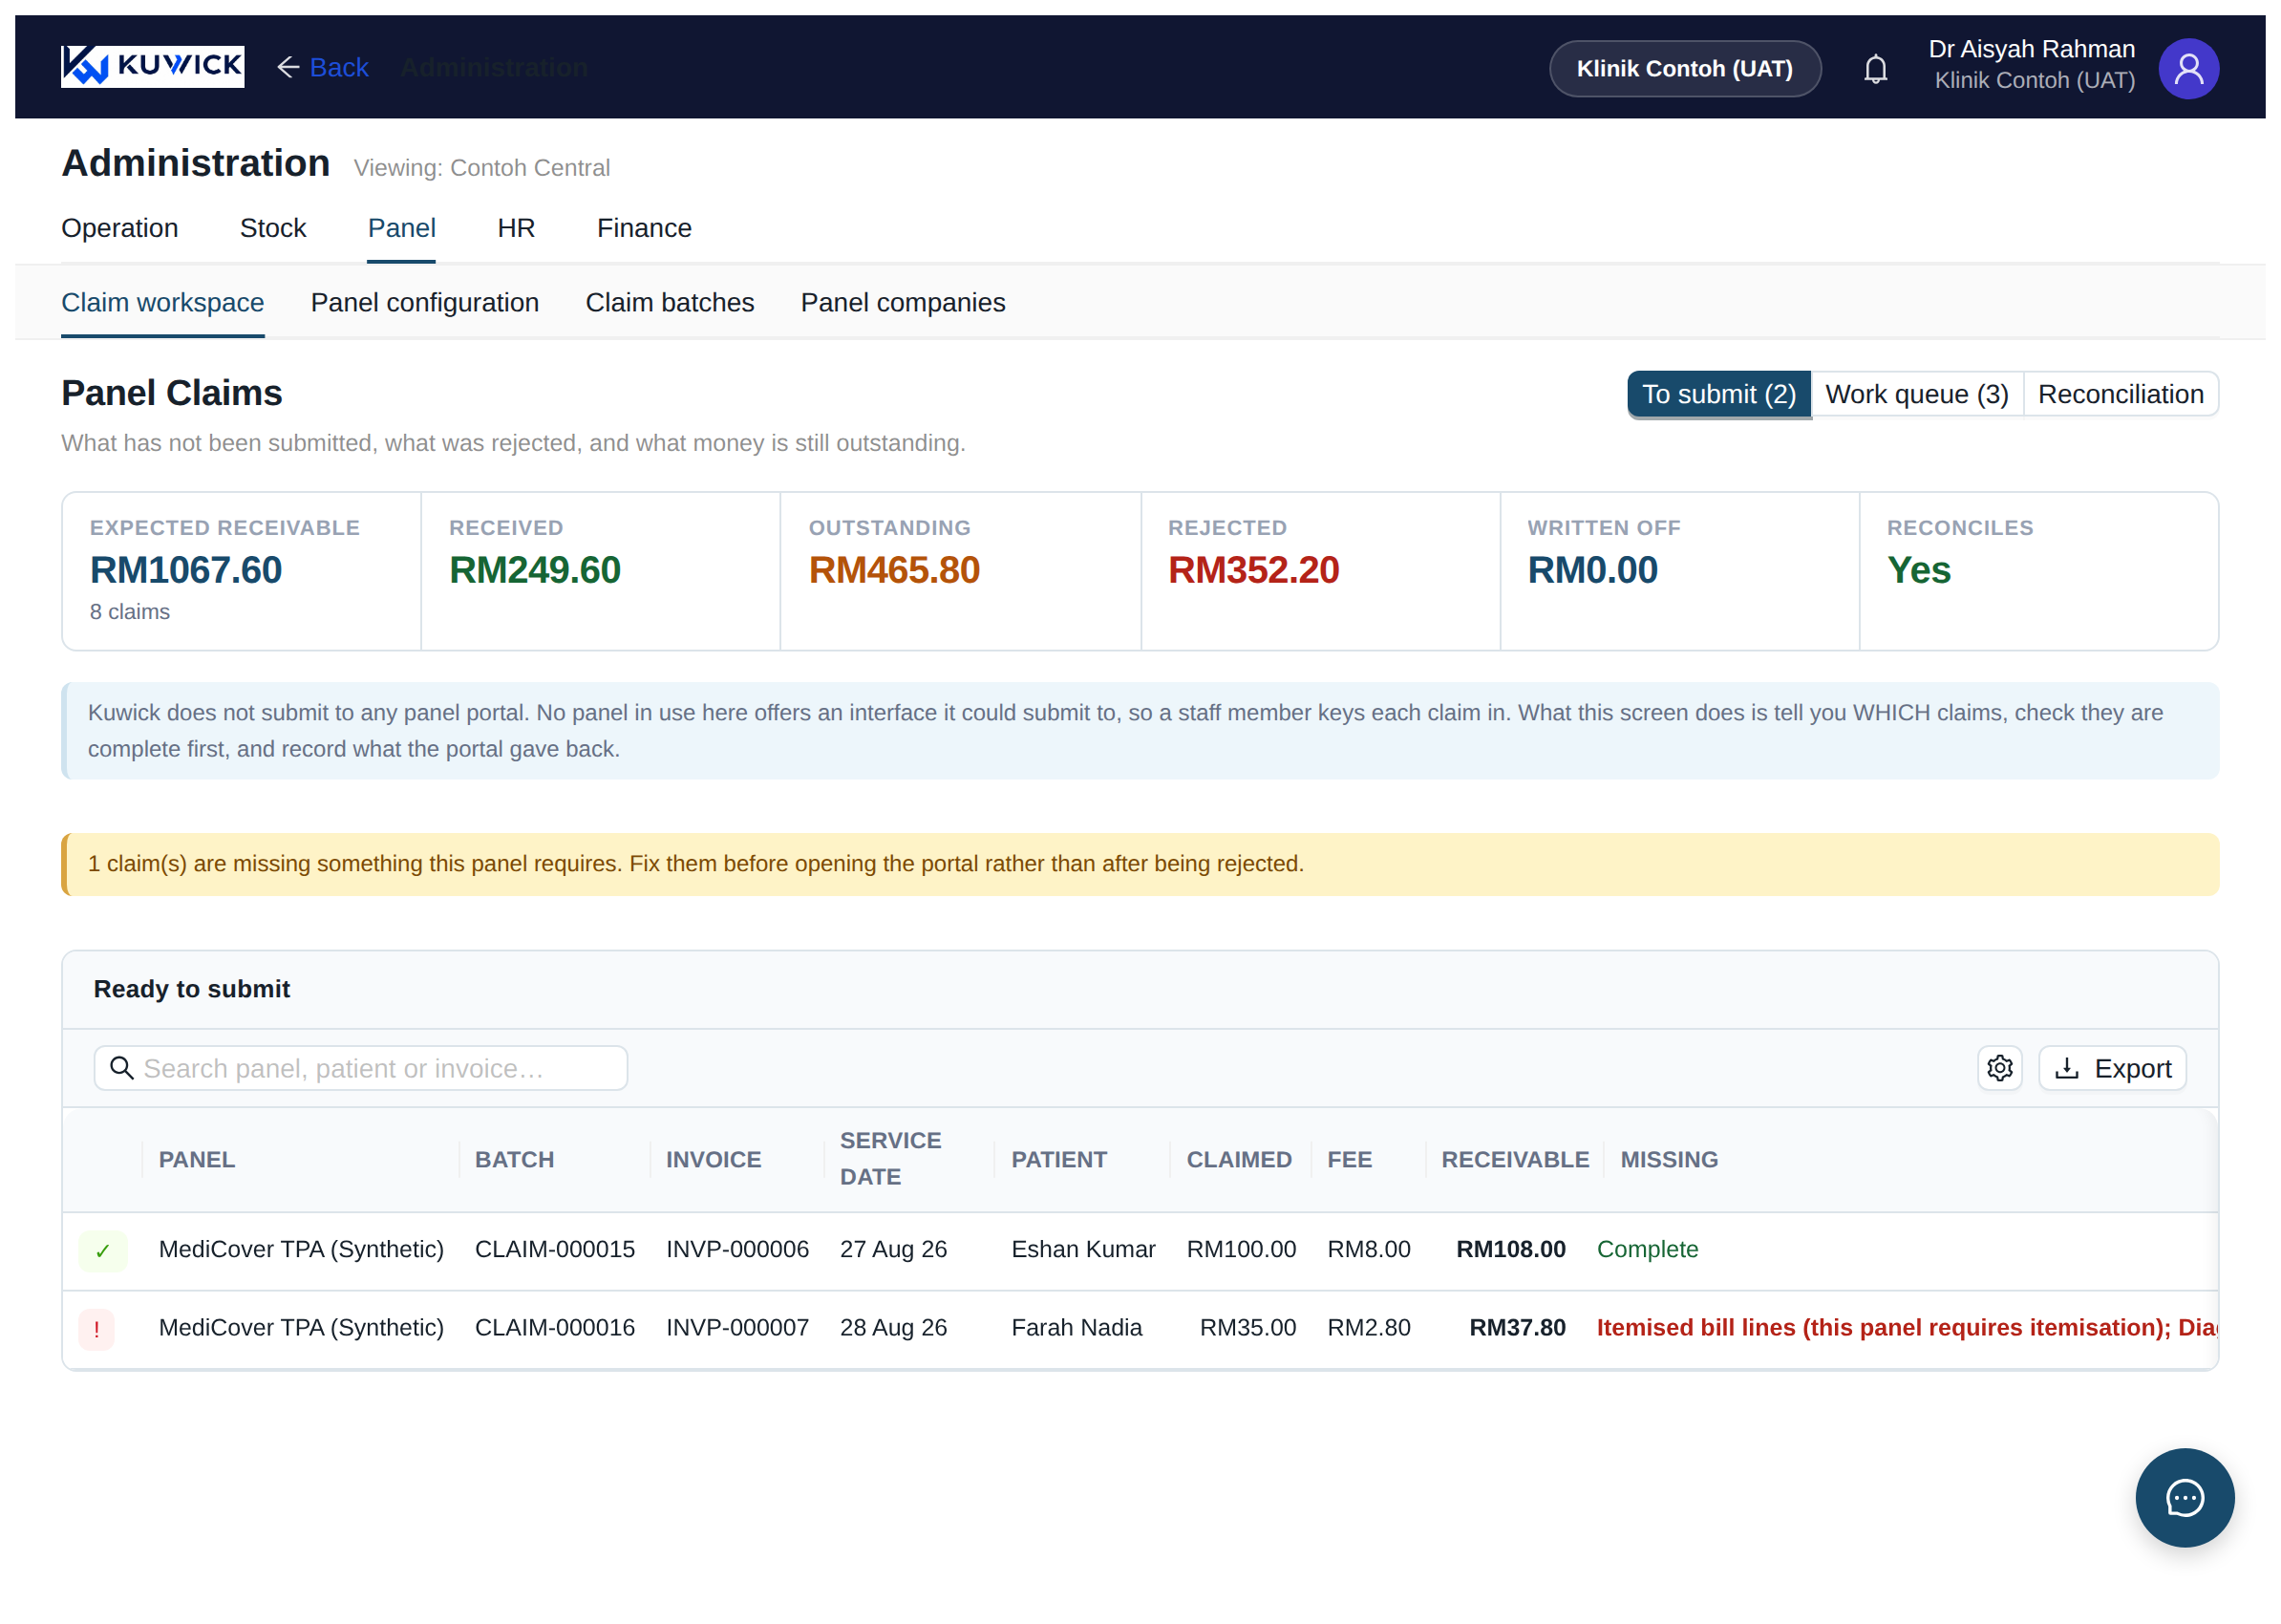 KUWICK
Back
Administration
Klinik Contoh (UAT)
Dr Aisyah Rahman
Klinik Contoh (UAT)
Administration
Viewing: Contoh Central
Operation
Stock
Panel
HR
Finance
Claim workspace
Panel configuration
Claim batches
Panel companies
Panel Claims
To submit (2)
Work queue (3)
Reconciliation
What has not been submitted, what was rejected, and what money is still outstanding.
EXPECTED RECEIVABLE
RM1067.60
8 claims
RECEIVED
RM249.60
OUTSTANDING
RM465.80
REJECTED
RM352.20
WRITTEN OFF
RM0.00
RECONCILES
Yes
Kuwick does not submit to any panel portal. No panel in use here offers an interface it could submit to, so a staff member keys each claim in. What this screen does is tell you WHICH claims, check they are
complete first, and record what the portal gave back.
1 claim(s) are missing something this panel requires. Fix them before opening the portal rather than after being rejected.
Ready to submit
Search panel, patient or invoice…
Export
PANEL BATCH INVOICE SERVICE DATE PATIENT CLAIMED FEE RECEIVABLE MISSING
✓ MediCover TPA (Synthetic) CLAIM-000015 INVP-000006 27 Aug 26 Eshan Kumar RM100.00 RM8.00 RM108.00 Complete
! MediCover TPA (Synthetic) CLAIM-000016 INVP-000007 28 Aug 26 Farah Nadia RM35.00 RM2.80 RM37.80 Itemised bill lines (this panel requires itemisation);